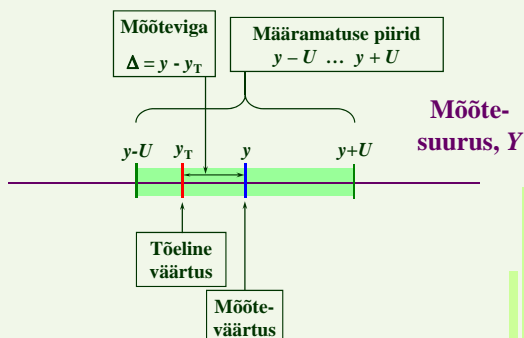 Mõõteviga
Δ = y - yT
Määramatuse piirid
y – U … y + U
Mõõte-
suurus, Y
y-U
yT
y
y+U
Tõeline
väärtus
Mõõte-
väärtus